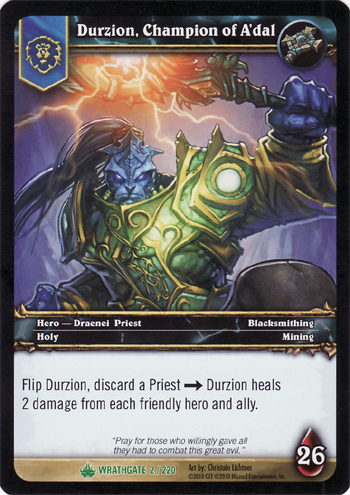 Durzion, Champion of A'dal
Hero — Draenei Priest Blacksmithing
Holy Mining
Flip Durzion, discard a Priest ➞ Durzion heals
2 damage from each friendly hero and ally.
"Pray for those who willingly gave all
they had to combat this great evil."
26
WRATHGATE 2/220
Art by: Christala Lichtner
©2010 CZE ©2010 Blizzard Entertainment, Inc.